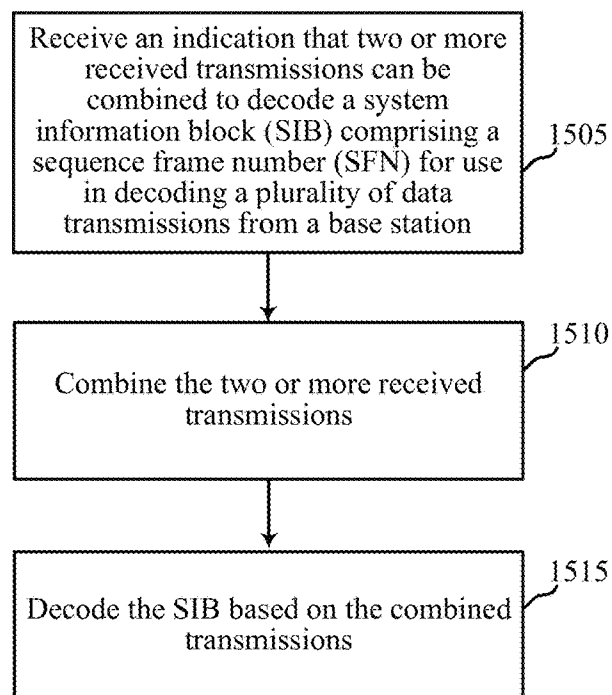 Receive an indication that two or more
received transmissions can be
combined to decode a system
information block (SIB) comprising a
sequence frame number (SFN) for use
in decoding a plurality of data
transmissions from a base station
1505
1510
Combine the two or more received
transmissions
1515
Decode the SIB based on the combined
transmissions